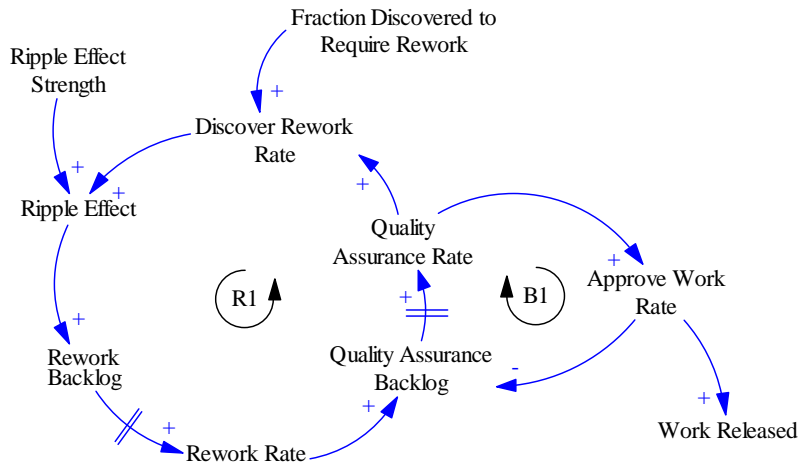 Fraction Discovered to
Require Rework
Ripple Effect
Strength
+
Discover Rework
Rate
+
+
+
Ripple Effect
Quality
Assurance Rate
+
Approve Work
Rate
R1
+
B1
+
Rework
Backlog
Quality Assurance
Backlog
-
+
+
+
Work Released
Rework Rate